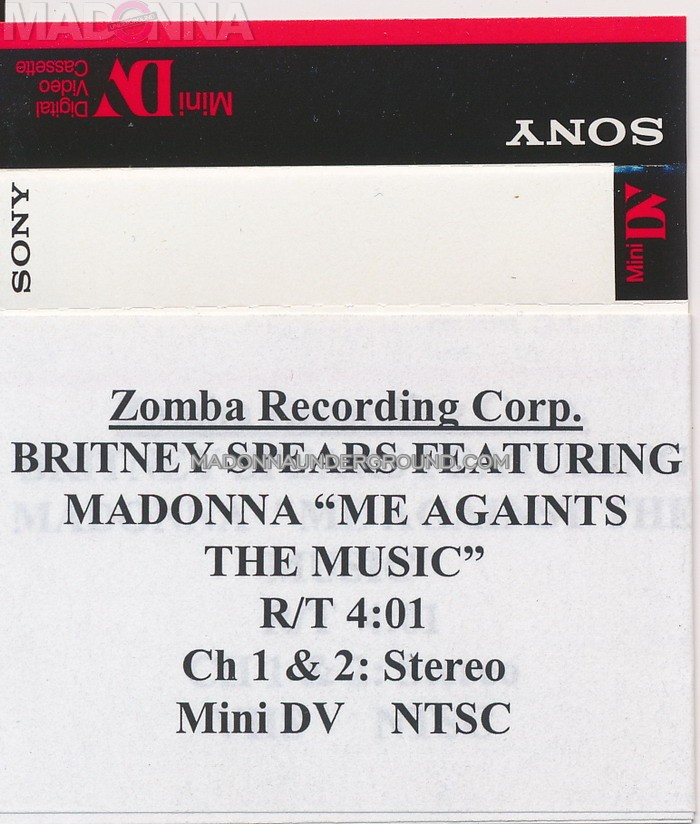 MADONNA
Mini DV Digital Video Cassette
SONY
SONY
Mini DV
Zomba Recording Corp.
BRITNEY SPEARS FEATURING
MADONNAUNDERGROUND.COM
MADONNA “ME AGAINTS
THE MUSIC”
R/T 4:01
Ch 1 & 2: Stereo
Mini DV NTSC